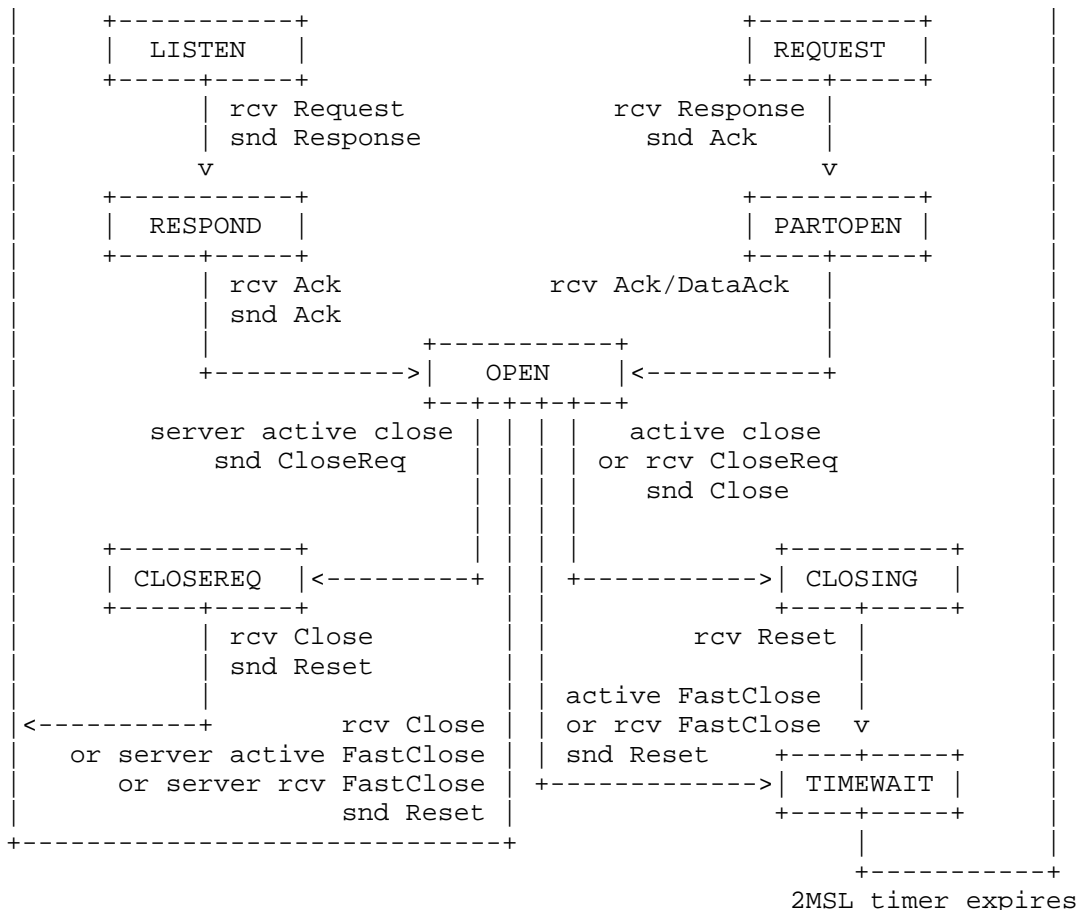 LISTEN REQUEST
rcv Request rcv Response
snd Response snd Ack
v v
RESPOND PARTOPEN
rcv Ack rcv Ack/DataAck
snd Ack
OPEN
server active close active close
snd CloseReq or rcv CloseReq
snd Close
CLOSEREQ CLOSING
rcv Close rcv Reset
snd Reset
active FastClose
rcv Close or rcv FastClose v
or server active FastClose snd Reset
or server rcv FastClose TIMEWAIT
snd Reset
2MSL timer expires